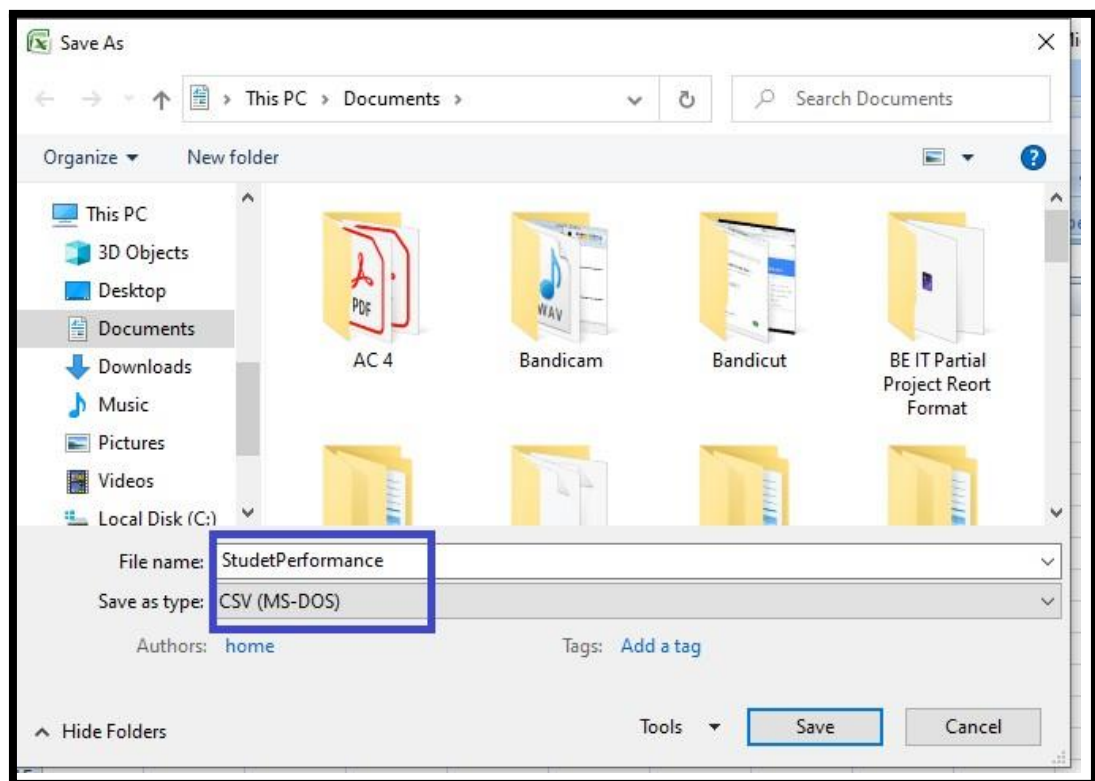 Save As
This PC > Documents >
Search Documents
Organize
New folder
This PC
3D Objects
Desktop
Documents
Downloads
Music
Pictures
Videos
Local Disk (C:)
PDF
WAV
AC 4
Bandicam
Bandicut
BE IT Partial
Project Reort
Format
File name: StudetPerformance
Save as type: CSV (MS-DOS)
Authors: home
Tags: Add a tag
Hide Folders
Tools
Save
Cancel